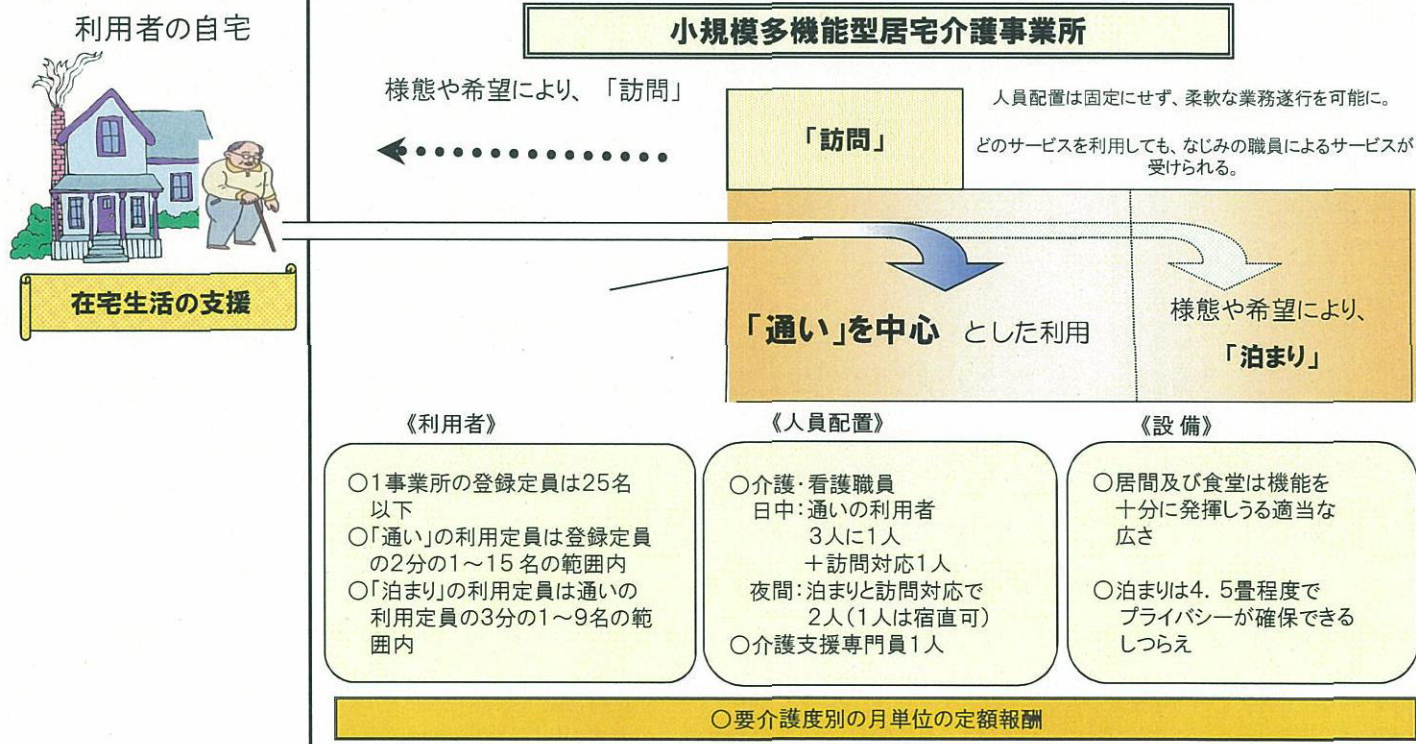 利用者の自宅
在宅生活の支援
小規模多機能型居宅介護事業所
様態や希望により、「訪問」
「訪問」
人員配置は固定にせず、柔軟な業務遂行を可能に。
どのサービスを利用しても、なじみの職員によるサービスが
受けられる。
「通い」を中心 とした利用
様態や希望により、
「泊まり」
《利用者》
○1事業所の登録定員は25名
以下
○「通い」の利用定員は登録定員
の2分の1～15名の範囲内
○「泊まり」の利用定員は通いの
利用定員の3分の1～9名の範
囲内
《人員配置》
○介護・看護職員
日中：通いの利用者
3人に1人
＋訪問対応1人
夜間：泊まりと訪問対応で
2人（1人は宿直可）
○介護支援専門員1人
《設 備》
○居間及び食堂は機能を
十分に発揮しうる適当な
広さ
○泊まりは4．5畳程度で
プライバシーが確保できる
しつらえ
○要介護度別の月単位の定額報酬